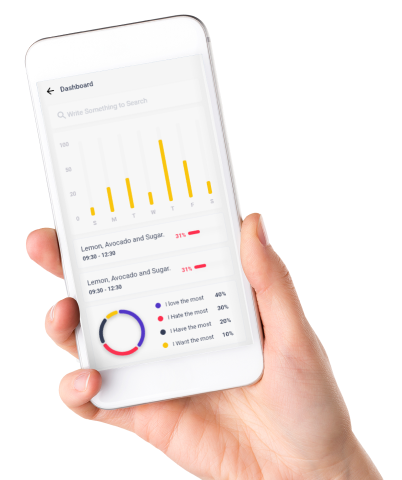 Dashboard
Write Something to Search
100
80
20
0
S M T W T F S
Lemon, Avocado and Sugar.
31%
09:30 - 12:30
Lemon, Avocado and Sugar.
31%
09:30 - 12:30
I love the most 40%
I Hate the most 30%
I Have the most 20%
I Want the most 10%